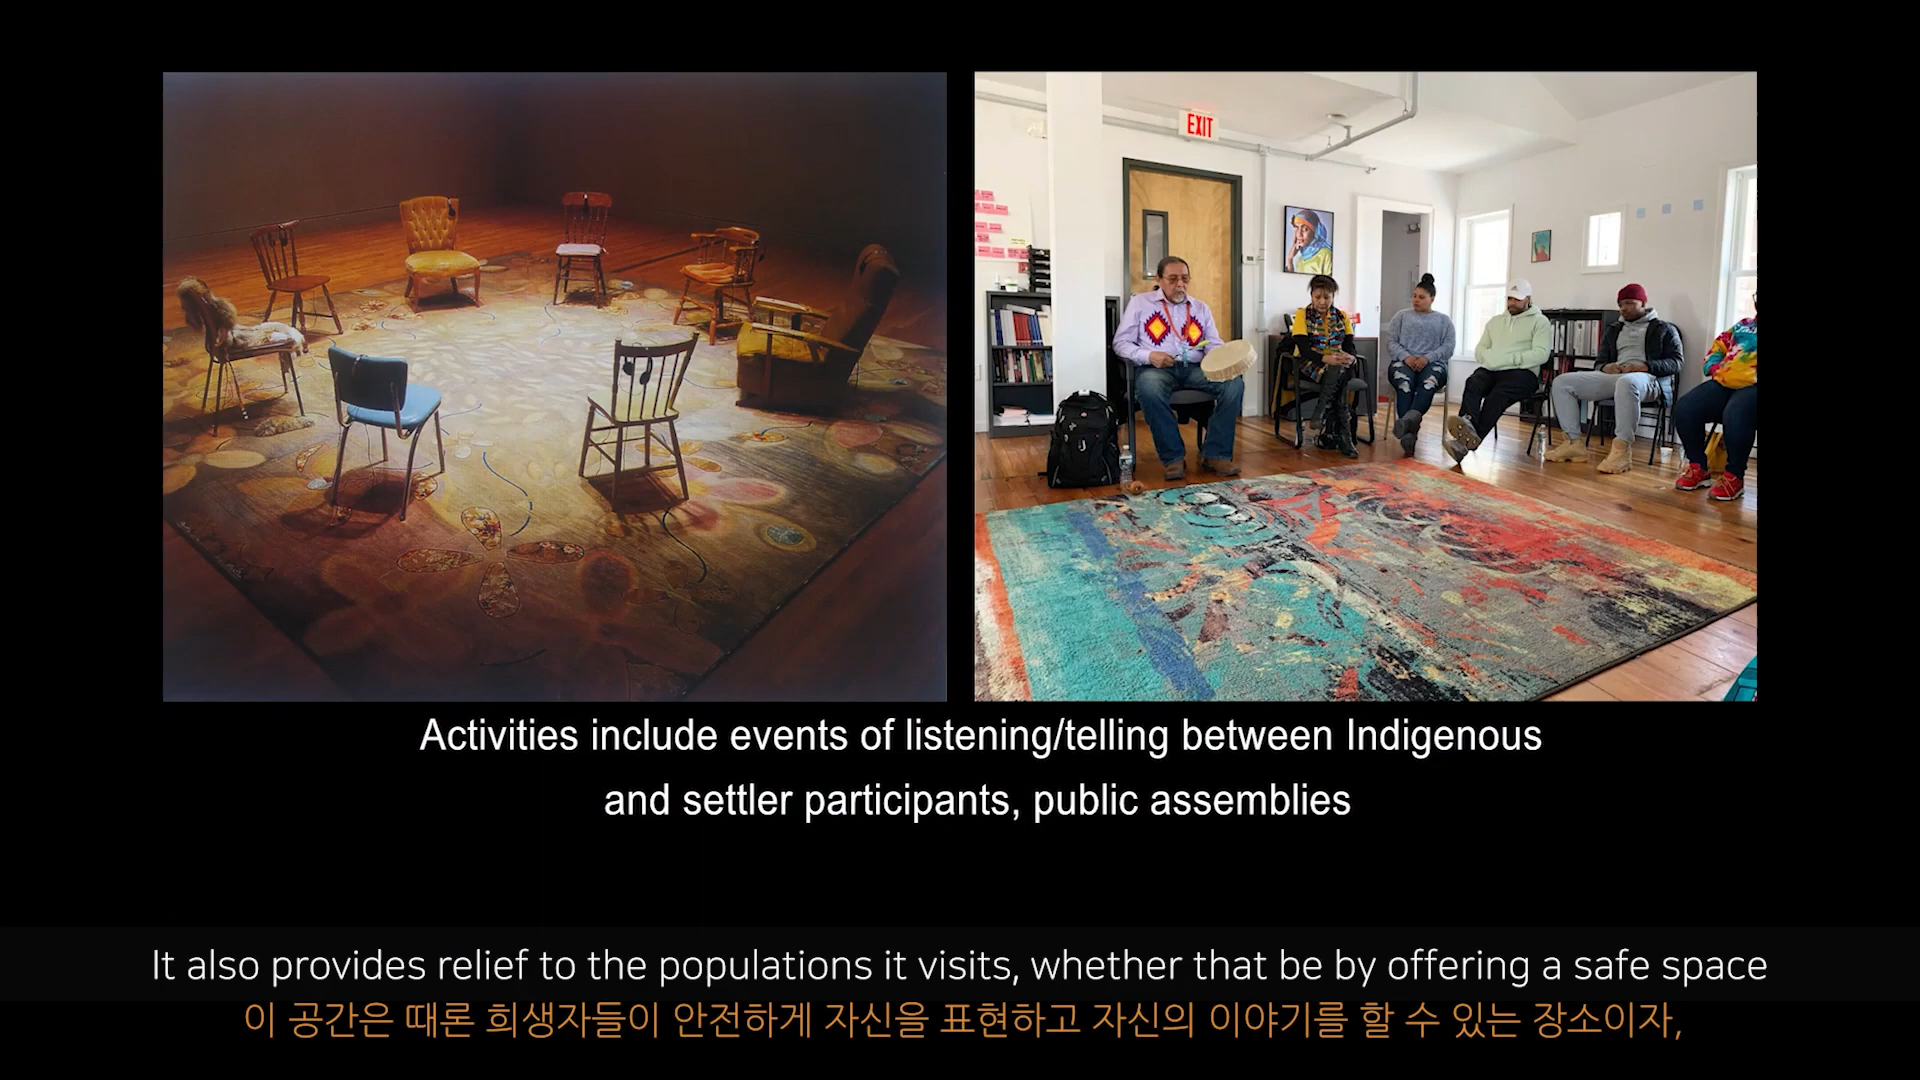 EXIT
Activities include events of listening/telling between Indigenous
and settler participants, public assemblies
It also provides relief to the populations it visits, whether that be by offering a safe space
이 공간은 때론 희생자들이 안전하게 자신을 표현하고 자신의 이야기를 할 수 있는 장소이자,